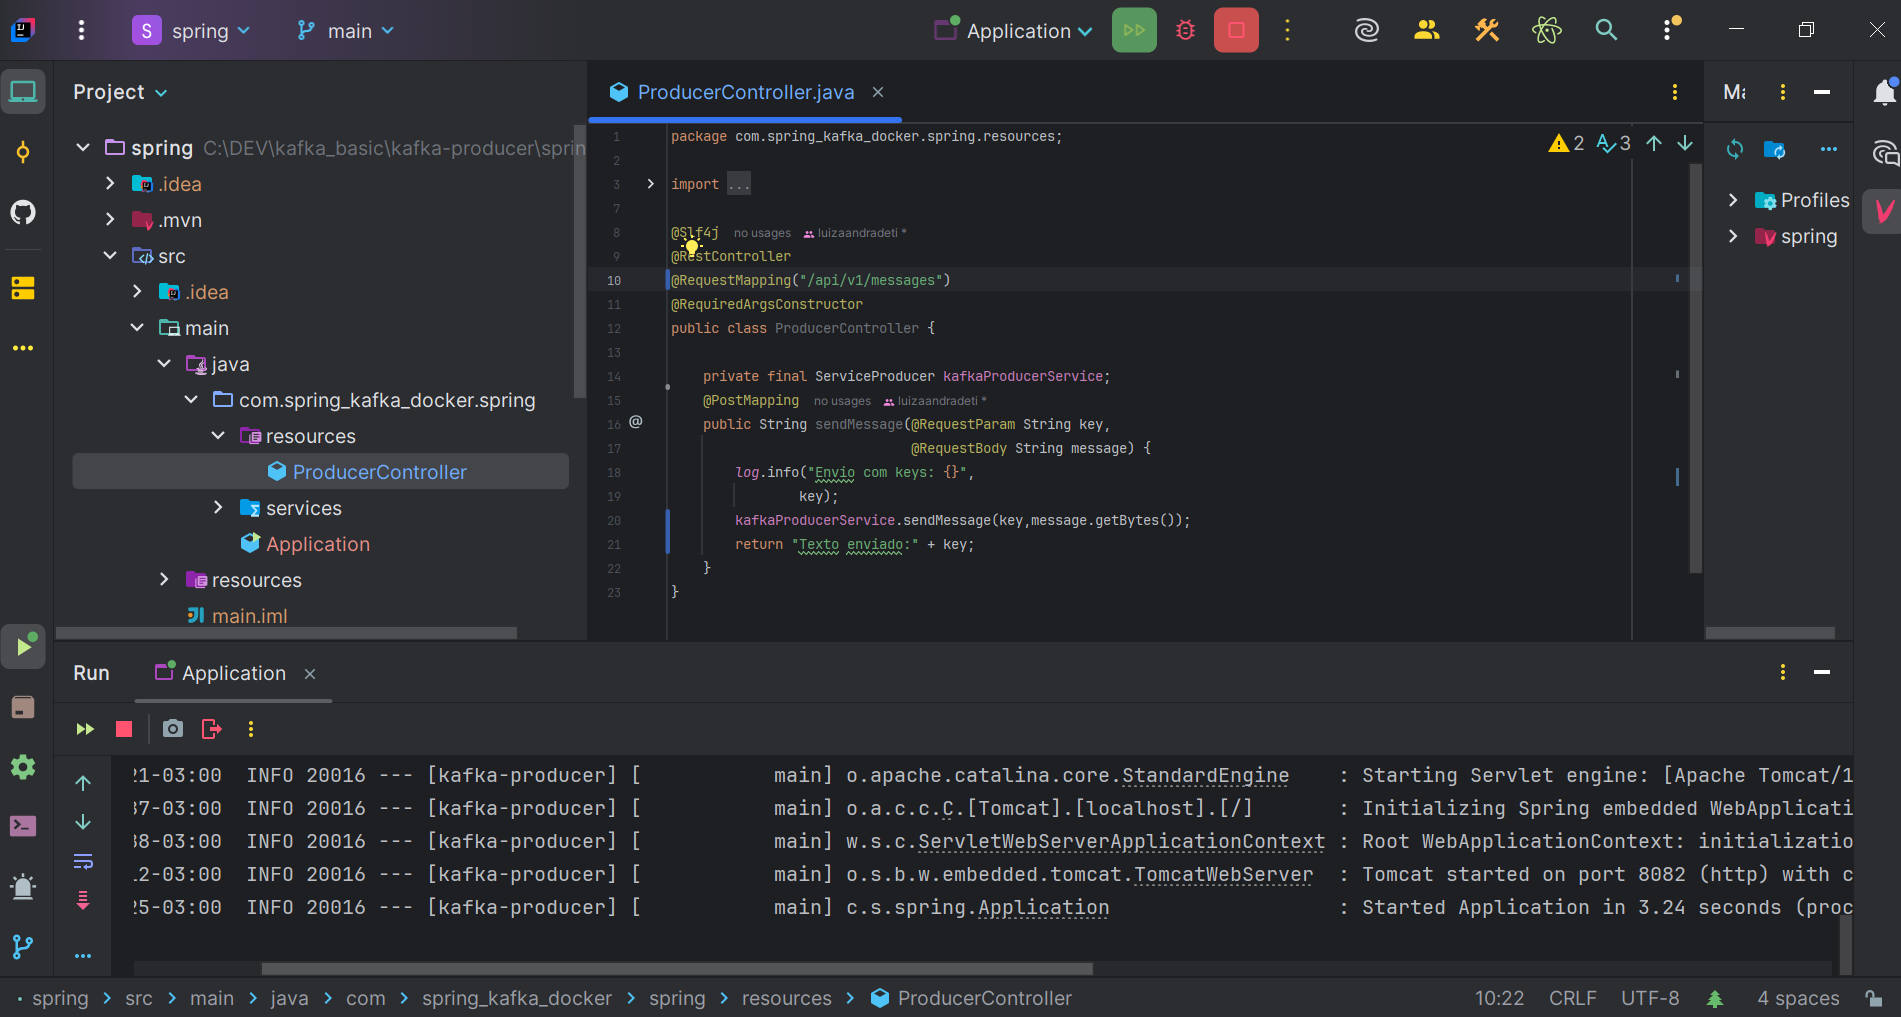 S spring main Application
Project
spring C:\DEV\kafka_basic\kafka-producer\sprin
.idea
.mvn
src
.idea
main
java
com.spring_kafka_docker.spring
resources
ProducerController
services
Application
resources
main.iml
ProducerController.java
2 3
1 package com.spring_kafka_docker.spring.resources;
2
3 import ...
7
8 @Slf4j no usages luizaandradeti *
9 @RestController
10 @RequestMapping("/api/v1/messages")
11 @RequiredArgsConstructor
12 public class ProducerController {
13
14 private final ServiceProducer kafkaProducerService;
15 @PostMapping no usages luizaandradeti *
16 @ public String sendMessage(@RequestParam String key,
17 @RequestBody String message) {
18 log.info("Envio com keys: {}",
19 key);
20 kafkaProducerService.sendMessage(key,message.getBytes());
21 return "Texto enviado:" + key;
22 }
23 }
Profiles
spring
Run Application
21-03:00 INFO 20016 --- [kafka-producer] [ main] o.apache.catalina.core.StandardEngine : Starting Servlet engine: [Apache Tomcat/1
37-03:00 INFO 20016 --- [kafka-producer] [ main] o.a.c.c.C.[Tomcat].[localhost].[/] : Initializing Spring embedded WebApplicati
38-03:00 INFO 20016 --- [kafka-producer] [ main] w.s.c.ServletWebServerApplicationContext : Root WebApplicationContext: initializatio
12-03:00 INFO 20016 --- [kafka-producer] [ main] o.s.b.w.embedded.tomcat.TomcatWebServer : Tomcat started on port 8082 (http) with c
25-03:00 INFO 20016 --- [kafka-producer] [ main] c.s.spring.Application : Started Application in 3.24 seconds (proc
spring > src > main > java > com > spring_kafka_docker > spring > resources > ProducerController
10:22 CRLF UTF-8 4 spaces